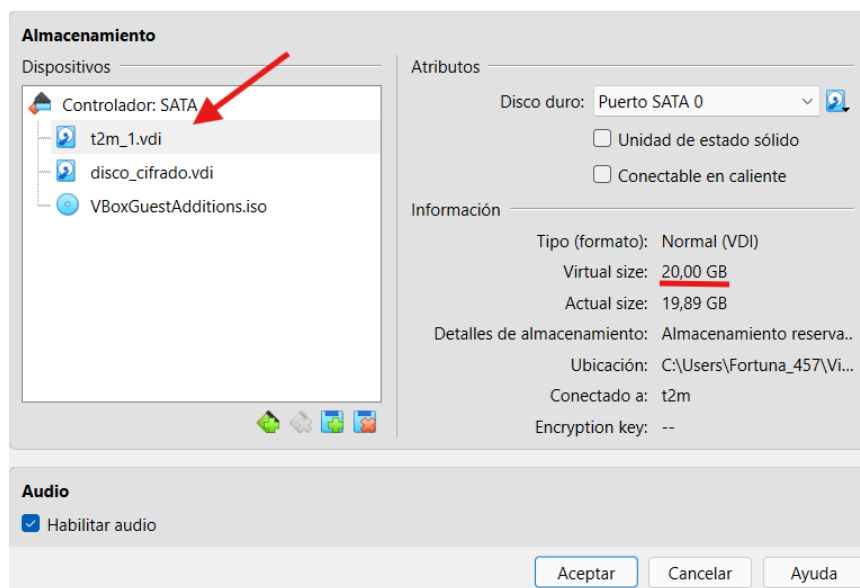 Almacenamiento
Dispositivos
Controlador: SATA
t2m_1.vdi
disco_cifrado.vdi
VBoxGuestAdditions.iso
Atributos
Disco duro: Puerto SATA 0
Unidad de estado sólido
Conectable en caliente
Información
Tipo (formato): Normal (VDI)
Virtual size: 20,00 GB
Actual size: 19,89 GB
Detalles de almacenamiento: Almacenamiento reserva..
Ubicación: C:\Users\Fortuna_457\Vi...
Conectado a: t2m
Encryption key: --
Audio
Habilitar audio
Aceptar Cancelar Ayuda